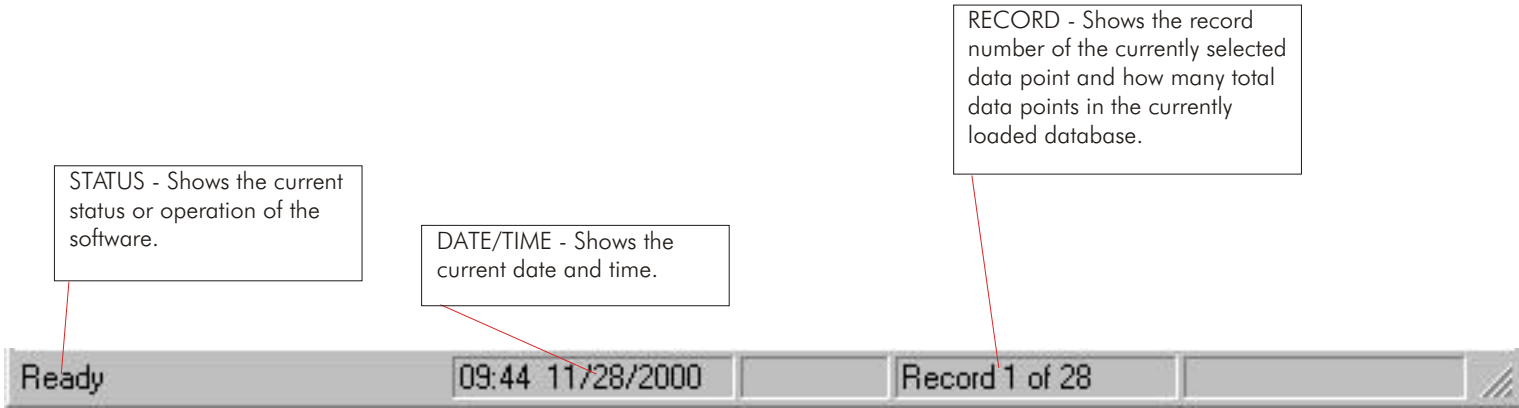 RECORD - Shows the record
number of the currently selected
data point and how many total
data points in the currently
loaded database.
STATUS - Shows the current
status or operation of the
software.
DATE/TIME - Shows the
current date and time.
Ready
09:44 11/28/2000
Record 1 of 28